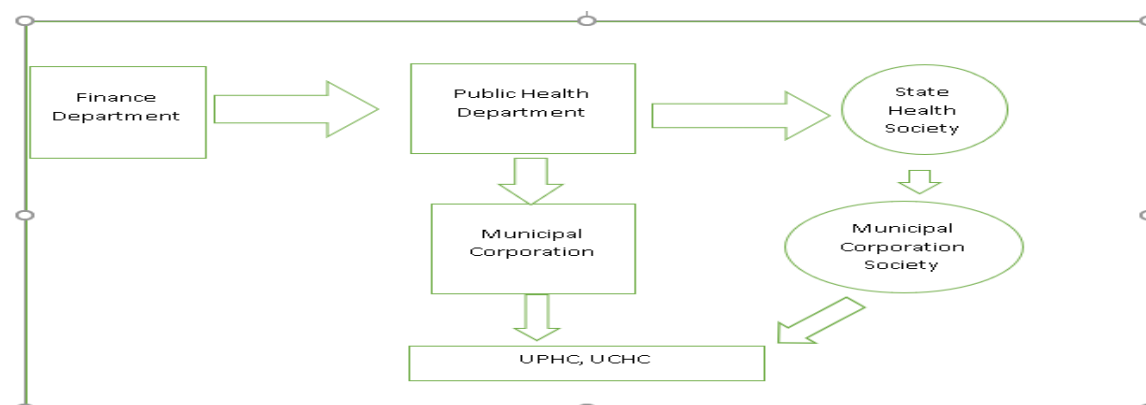 Finance
Department
Public Health
Department
State
Health
Society
Municipal
Corporation
Municipal
Corporation
Society
UPHC, UCHC